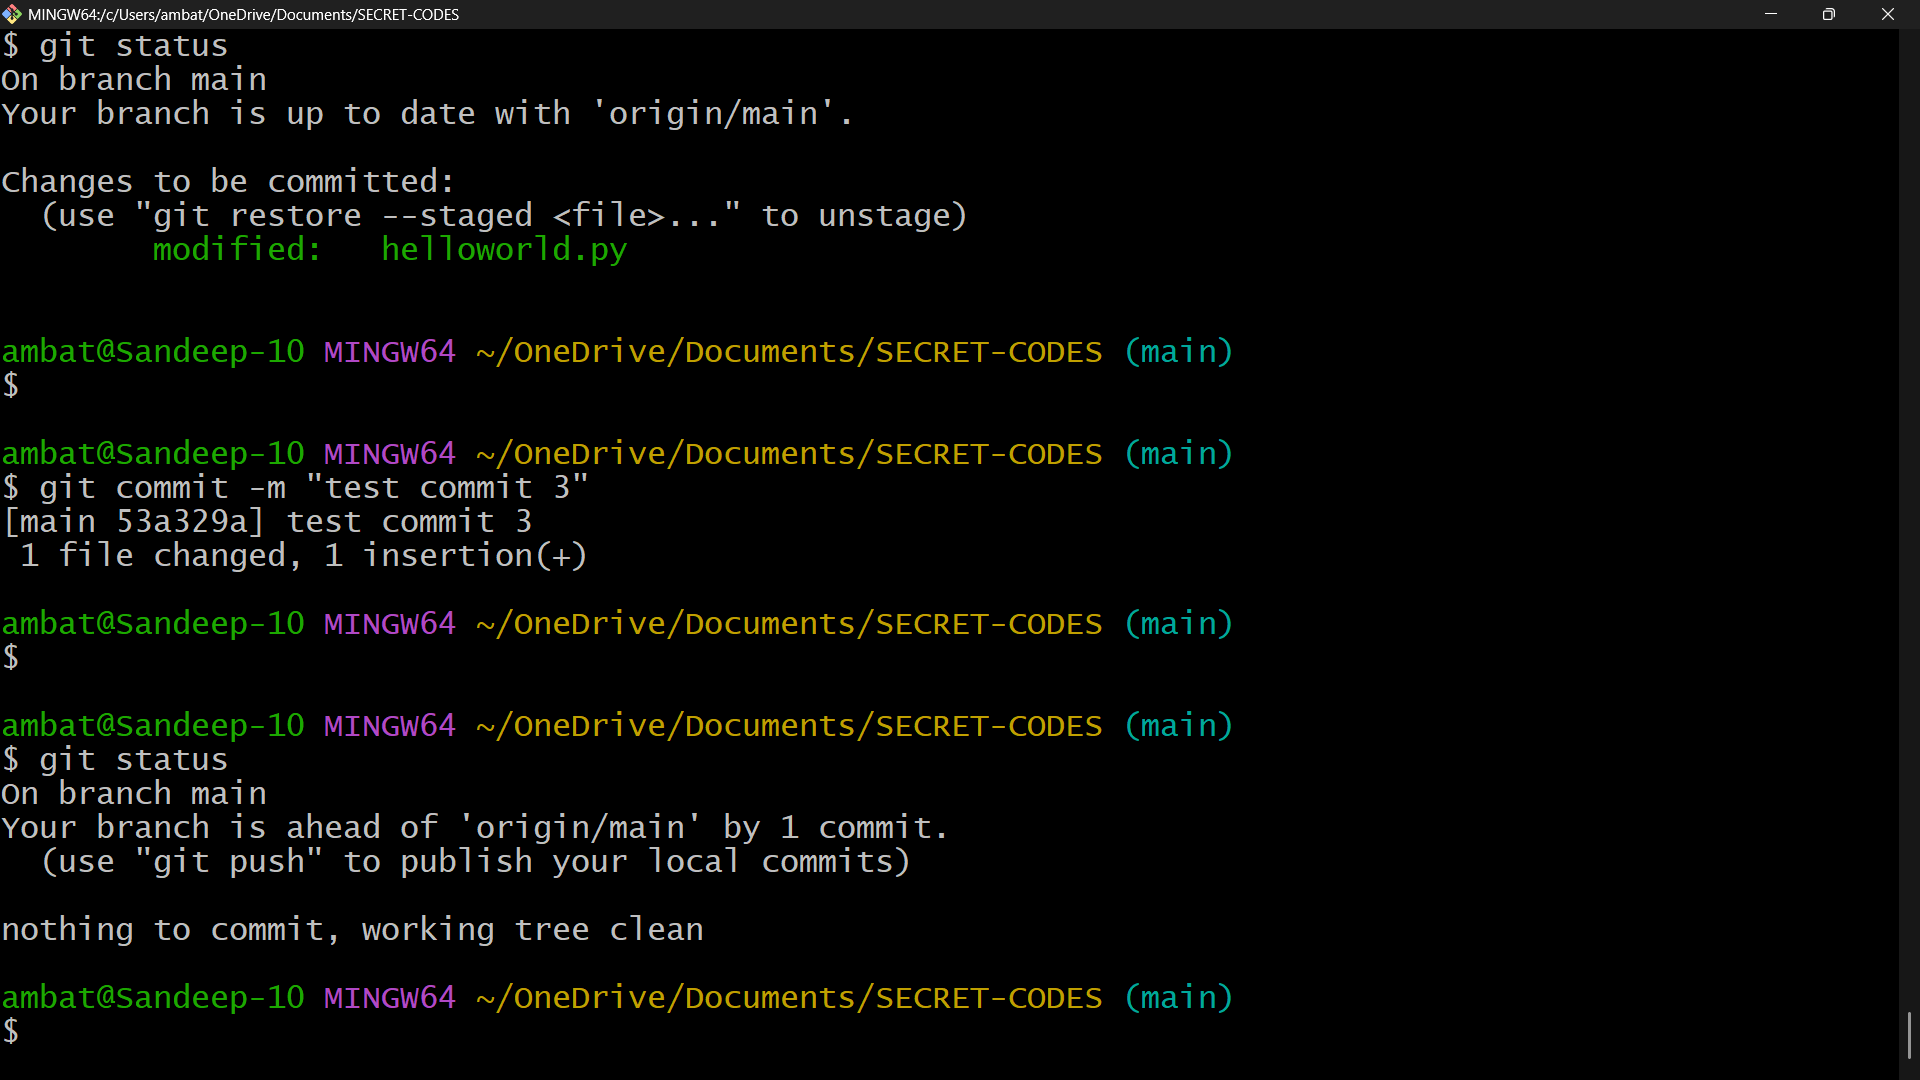 MINGW64:/c/Users/ambat/OneDrive/Documents/SECRET-CODES
$ git status
On branch main
Your branch is up to date with 'origin/main'.
Changes to be committed:
  (use "git restore --staged <file>..." to unstage)
        modified:   helloworld.py
ambat@Sandeep-10 MINGW64 ~/OneDrive/Documents/SECRET-CODES (main)
$
ambat@Sandeep-10 MINGW64 ~/OneDrive/Documents/SECRET-CODES (main)
$ git commit -m "test commit 3"
[main 53a329a] test commit 3
 1 file changed, 1 insertion(+)
ambat@Sandeep-10 MINGW64 ~/OneDrive/Documents/SECRET-CODES (main)
$
ambat@Sandeep-10 MINGW64 ~/OneDrive/Documents/SECRET-CODES (main)
$ git status
On branch main
Your branch is ahead of 'origin/main' by 1 commit.
  (use "git push" to publish your local commits)
nothing to commit, working tree clean
ambat@Sandeep-10 MINGW64 ~/OneDrive/Documents/SECRET-CODES (main)
$